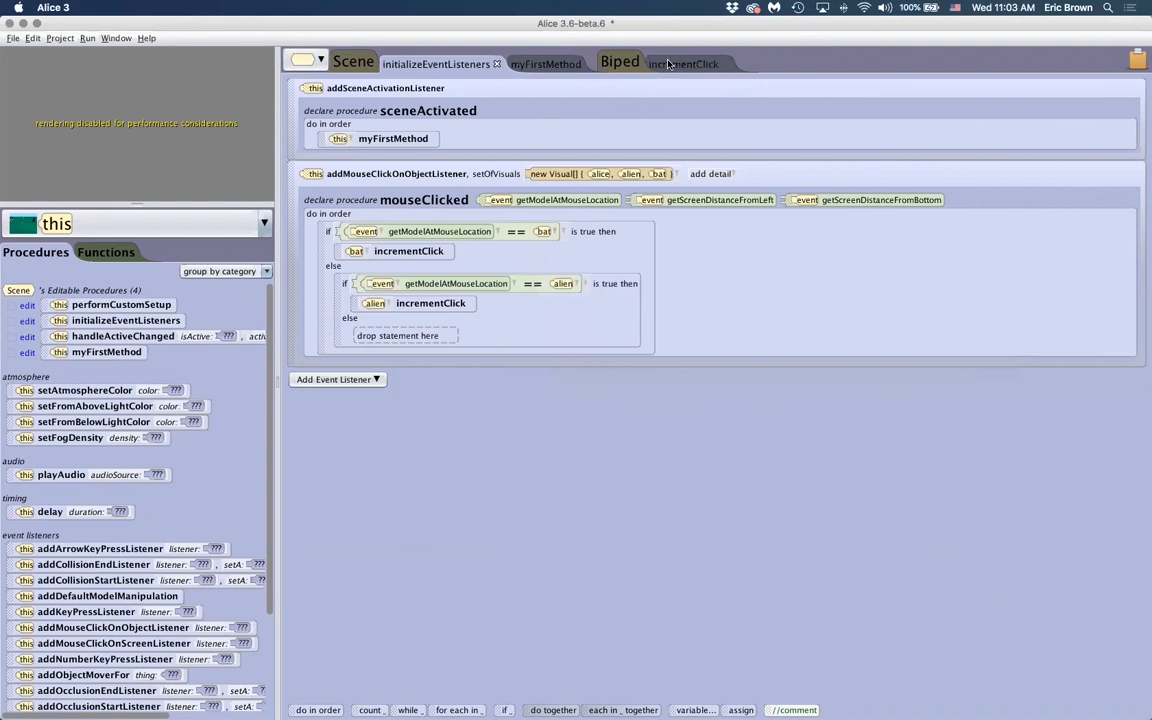 Alice 3 100% Wed 11:03 AM Eric Brown
Alice 3.6-beta.6 *
File Edit Project Run Window Help
rendering disabled for performance considerations
this
Procedures Functions
group by category
Scene 's Editable Procedures (4)
edit this performCustomSetup
edit this initializeEventListeners
edit this handleActiveChanged isActive: ??? , activ
edit this myFirstMethod
atmosphere
this setAtmosphereColor color: ???
this setFromAboveLightColor color: ???
this setFromBelowLightColor color: ???
this setFogDensity density: ???
audio
this playAudio audioSource: ???
timing
this delay duration: ???
event listeners
this addArrowKeyPressListener listener: ???
this addCollisionEndListener listener: ??? , setA: ???
this addCollisionStartListener listener: ??? , setA: ???
this addDefaultModelManipulation
this addKeyPressListener listener: ???
this addMouseClickOnObjectListener listener: ???
this addMouseClickOnScreenListener listener: ???
this addNumberKeyPressListener listener: ???
this addObjectMoverFor thing: ???
this addOcclusionEndListener listener: ??? , setA: ???
this addOcclusionStartListener listener: ??? , setA: ???
Scene initializeEventListeners myFirstMethod Biped incrementClick
this addSceneActivationListener
declare procedure sceneActivated
do in order
this myFirstMethod
this addMouseClickOnObjectListener, setOfVisuals new Visual[] { alice , alien , bat } add detail
declare procedure mouseClicked event getModelAtMouseLocation event getScreenDistanceFromLeft event getScreenDistanceFromBottom
do in order
if event getModelAtMouseLocation == bat is true then
bat incrementClick
else
if event getModelAtMouseLocation == alien is true then
alien incrementClick
else
drop statement here
Add Event Listener
do in order count_ while_ for each in_ if_ do together each in_ together variable... assign //comment